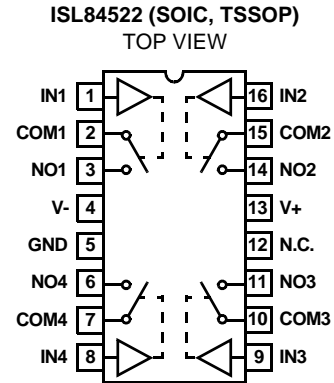 ISL84522 (SOIC, TSSOP)
TOP VIEW
IN1 1 16 IN2
COM1 2 15 COM2
NO1 3 14 NO2
V- 4 13 V+
GND 5 12 N.C.
NO4 6 11 NO3
COM4 7 10 COM3
IN4 8 9 IN3